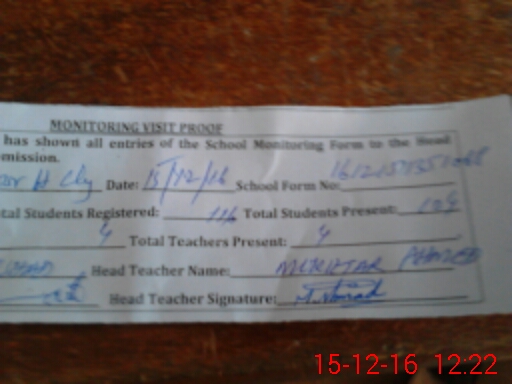 MONITORING VISIT PROOF
has shown all entries of the School Monitoring Form to the Head
mission.
Date: 15/12/16 School Form No:
tal Students Registered: 116 Total Students Present: 109
4 Total Teachers Present: 4
Head Teacher Name: MUKHTAR AHMED
Head Teacher Signature:
15-12-16 12:22